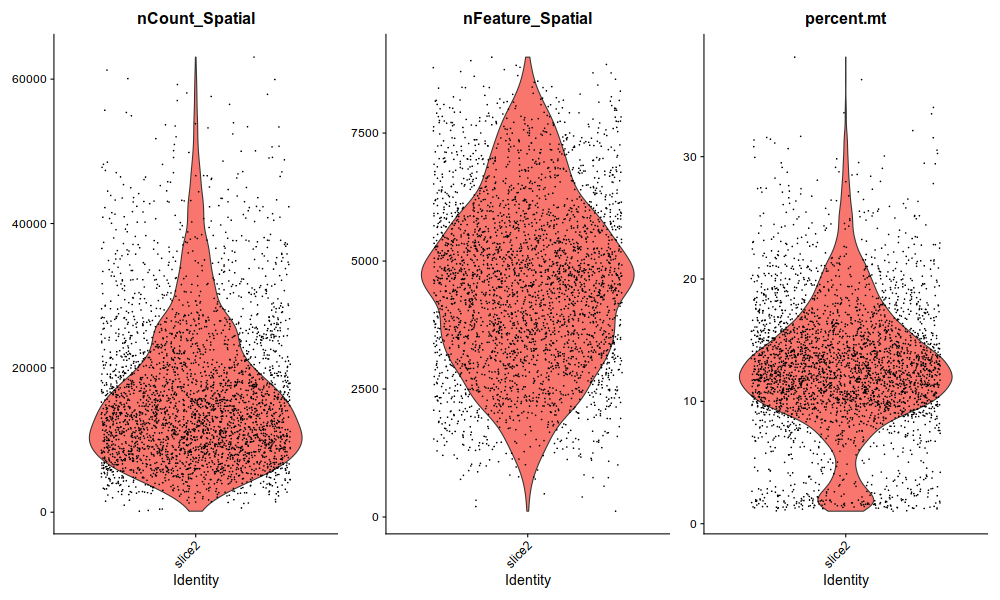 nCount_Spatial
60000
40000
20000
0
slice2
Identity
nFeature_Spatial
7500
5000
2500
0
slice2
Identity
percent.mt
30
20
10
0
slice2
Identity